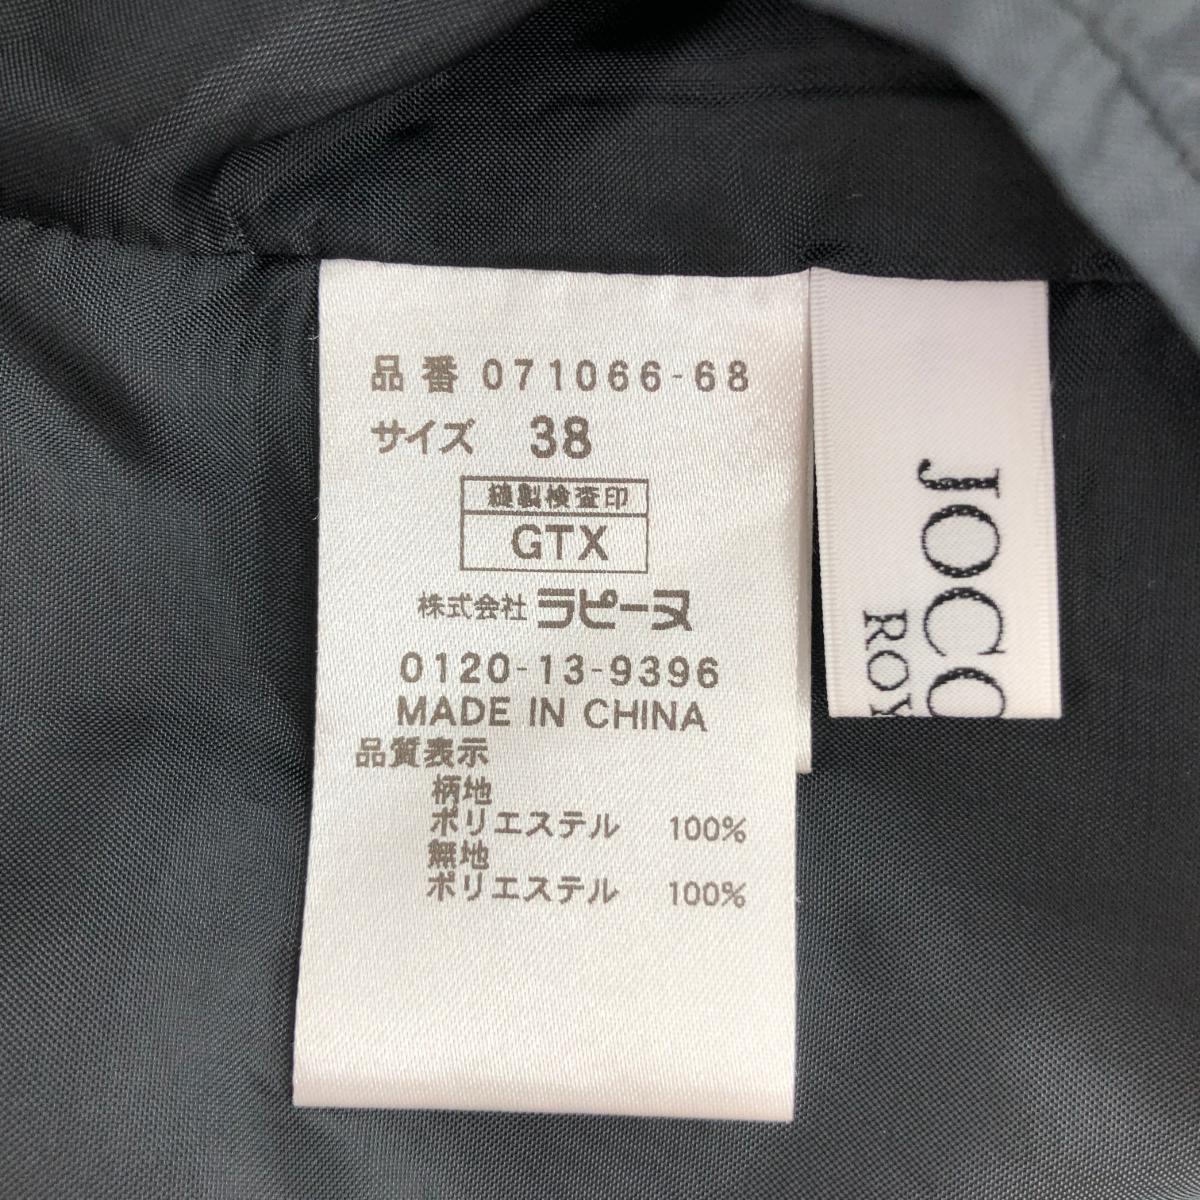 品番 071066-68
サイズ 38
縫製検査印
GTX
株式会社 ラピーヌ
0120-13-9396
MADE IN CHINA
品質表示
柄地
ポリエステル 100%
無地
ポリエステル 100%
JOCO
ROY